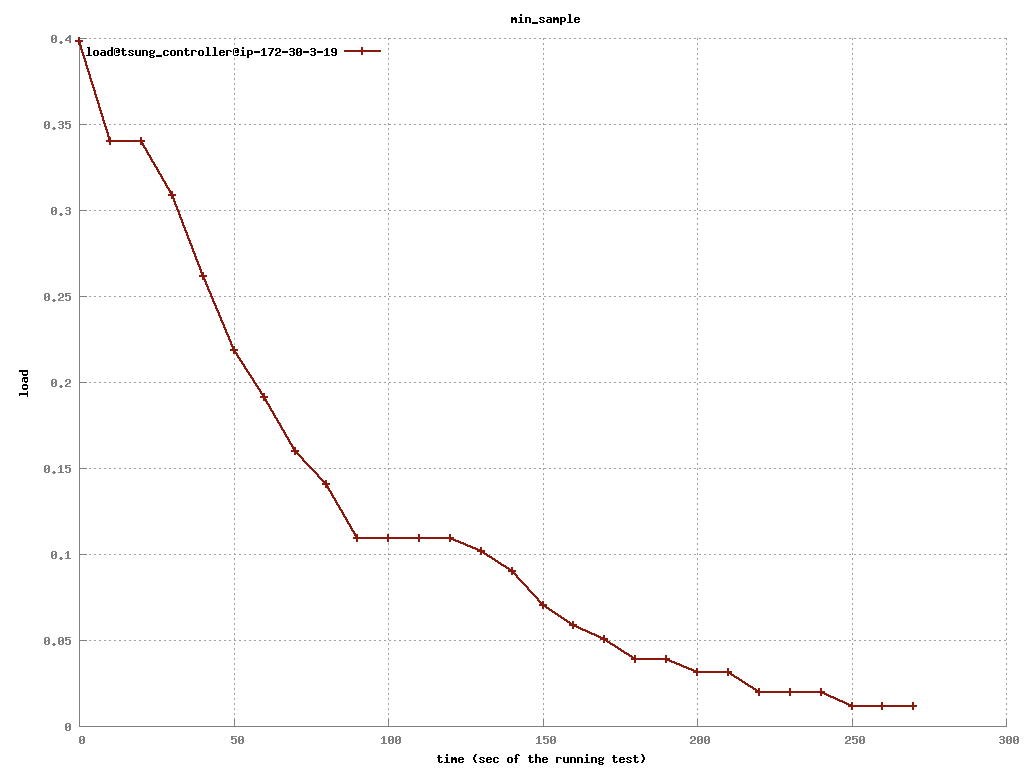 min_sample
0.4
load@tsung_controller@ip-172-30-3-19
0.35
0.3
0.25
0.2
0.15
0.1
0.05
0
load
0 50 100 150 200 250 300
time (sec of the running test)